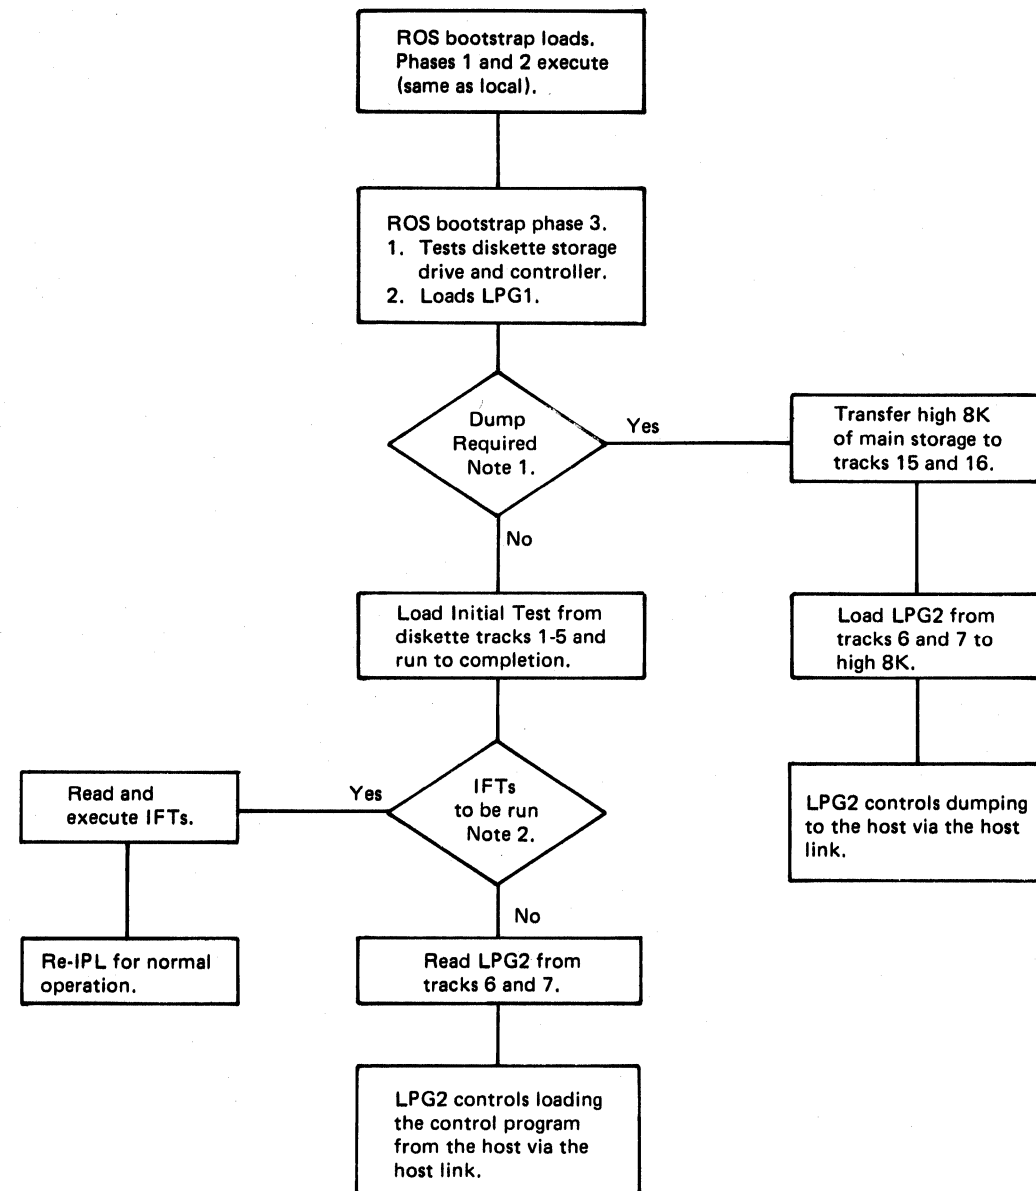 ROS bootstrap loads.
Phases 1 and 2 execute
(same as local).
ROS bootstrap phase 3.
1. Tests diskette storage
drive and controller.
2. Loads LPG1.
Dump
Required
Note 1.
Yes
Transfer high 8K
of main storage to
tracks 15 and 16.
No
Load Initial Test from
diskette tracks 1-5 and
run to completion.
Load LPG2 from
tracks 6 and 7 to
high 8K.
IFTs
to be run
Note 2.
Yes
Read and
execute IFTs.
LPG2 controls dumping
to the host via the host
link.
No
Re-IPL for normal
operation.
Read LPG2 from
tracks 6 and 7.
LPG2 controls loading
the control program
from the host via the
host link.